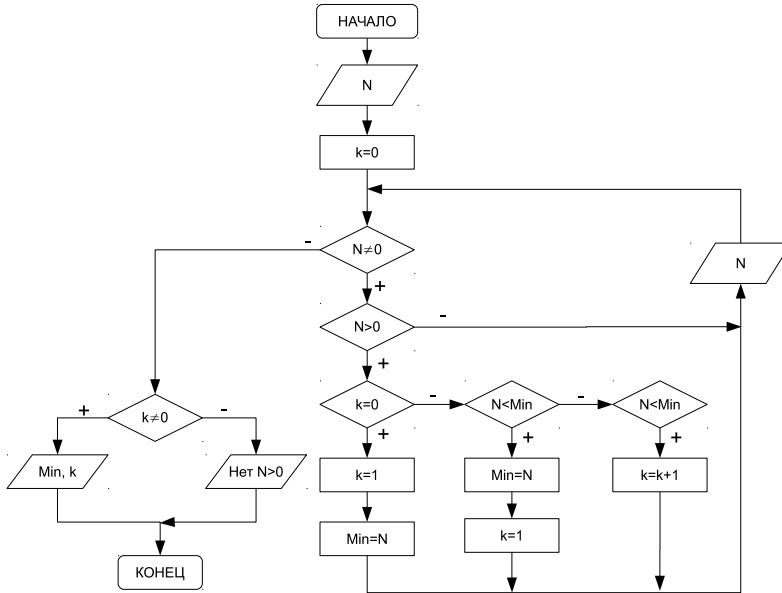 НАЧАЛО
N
k=0
N≠0
-
+
N
N>0
-
+
k=0
-
N<Min
-
N<Min
+
+
+
k≠0
+
-
Min, k
Нет N>0
k=1
Min=N
k=k+1
Min=N
k=1
КОНЕЦ